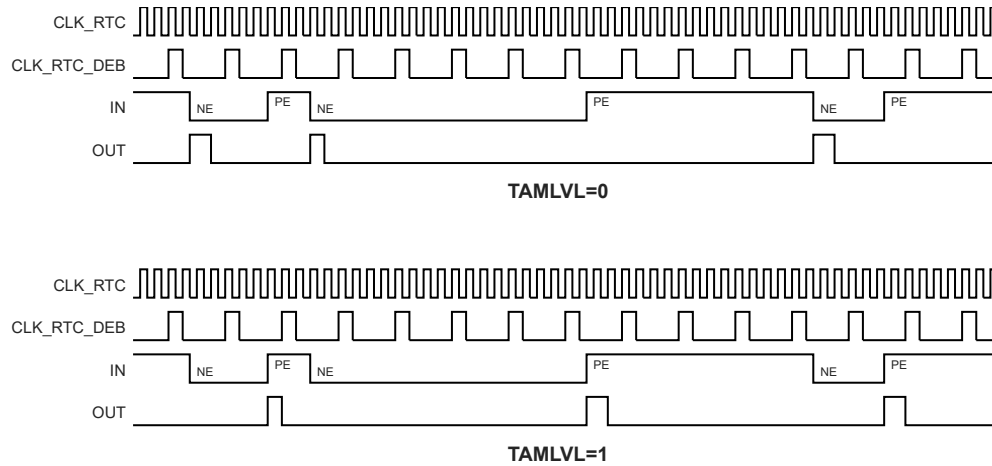 CLK_RTC
CLK_RTC_DEB
IN NE PE NE PE NE PE
OUT
TAMLVL=0
CLK_RTC
CLK_RTC_DEB
IN NE PE NE PE NE PE
OUT
TAMLVL=1